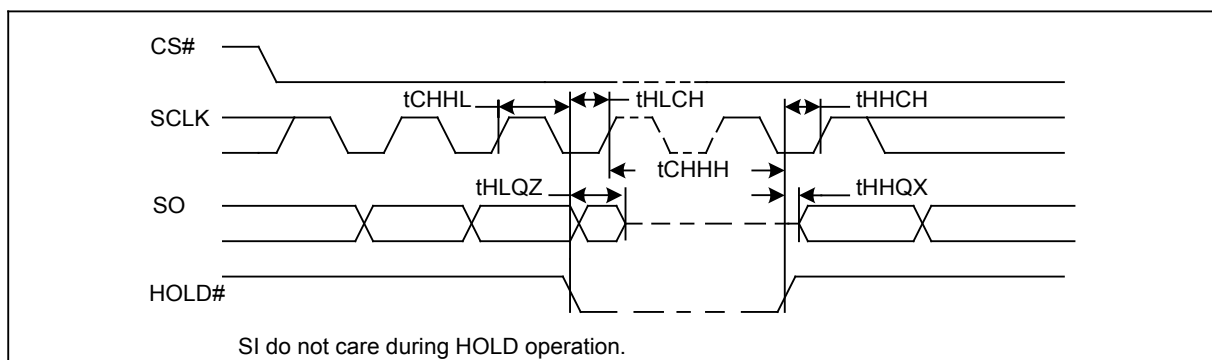 CS#
tCHHL
tHLCH
tHHCH
SCLK
tCHHH
tHLQZ
tHHQX
SO
HOLD#
SI do not care during HOLD operation.